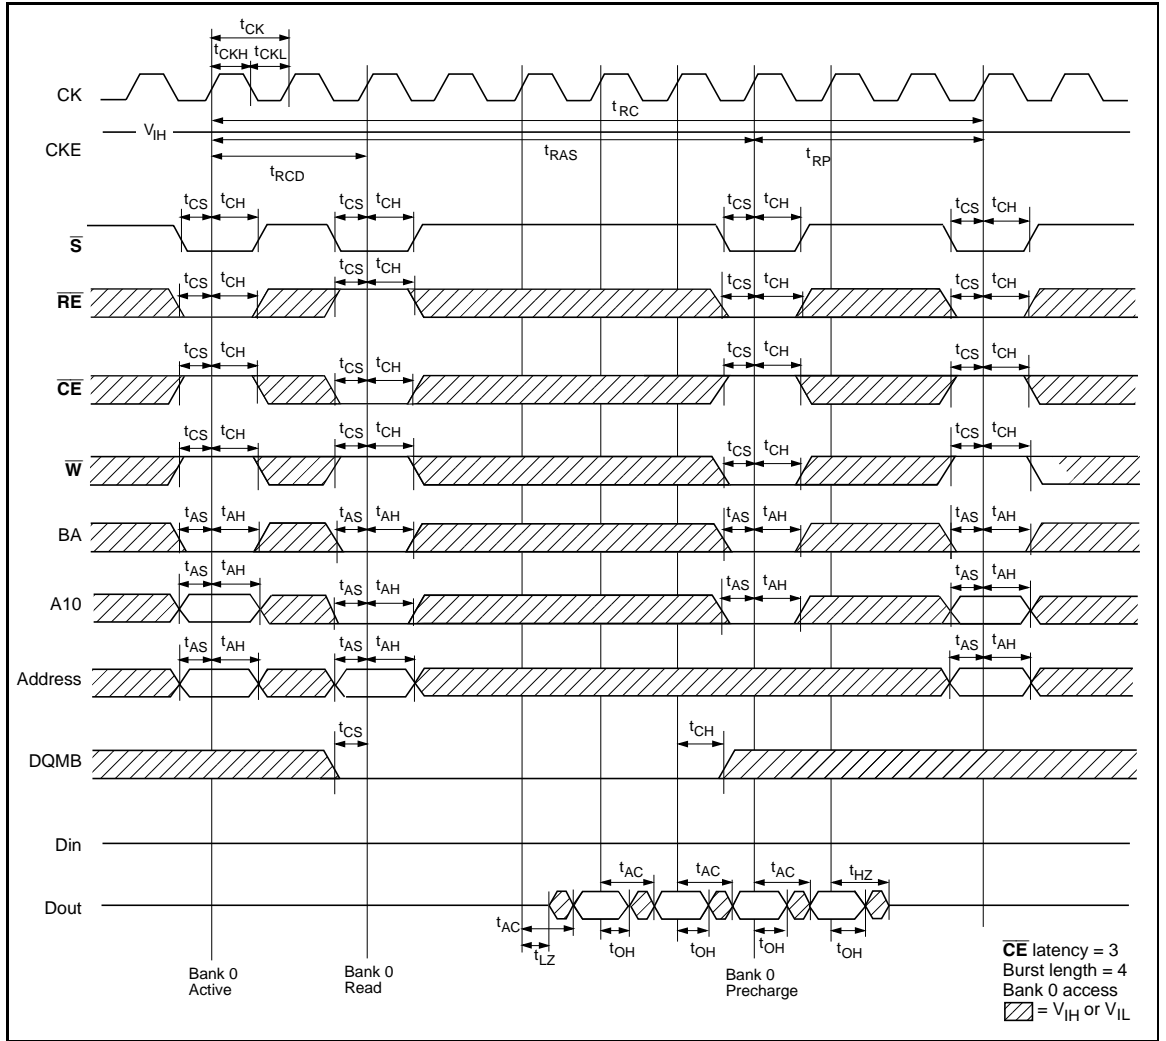 tCK
tCKH tCKL
CK
tRC
VIH
CKE
tRAS tRP
tRCD
tCS tCH tCS tCH tCS tCH tCS tCH
S
tCS tCH tCS tCH tCS tCH tCS tCH
RE
tCS tCH tCS tCH tCS tCH tCS tCH
CE
tCS tCH tCS tCH tCS tCH tCS tCH
W
tAS tAH tAS tAH tAS tAH tAS tAH
BA
tAS tAH tAS tAH tAS tAH tAS tAH
A10
tAS tAH tAS tAH tAS tAH
Address
tCS tCH
DQMB
Din
tAC tAC tAC tHZ
Dout
tAC
tLZ tOH tOH tOH tOH
Bank 0
Active
Bank 0
Read
Bank 0
Precharge
CE latency = 3
Burst length = 4
Bank 0 access
= VIH or VIL